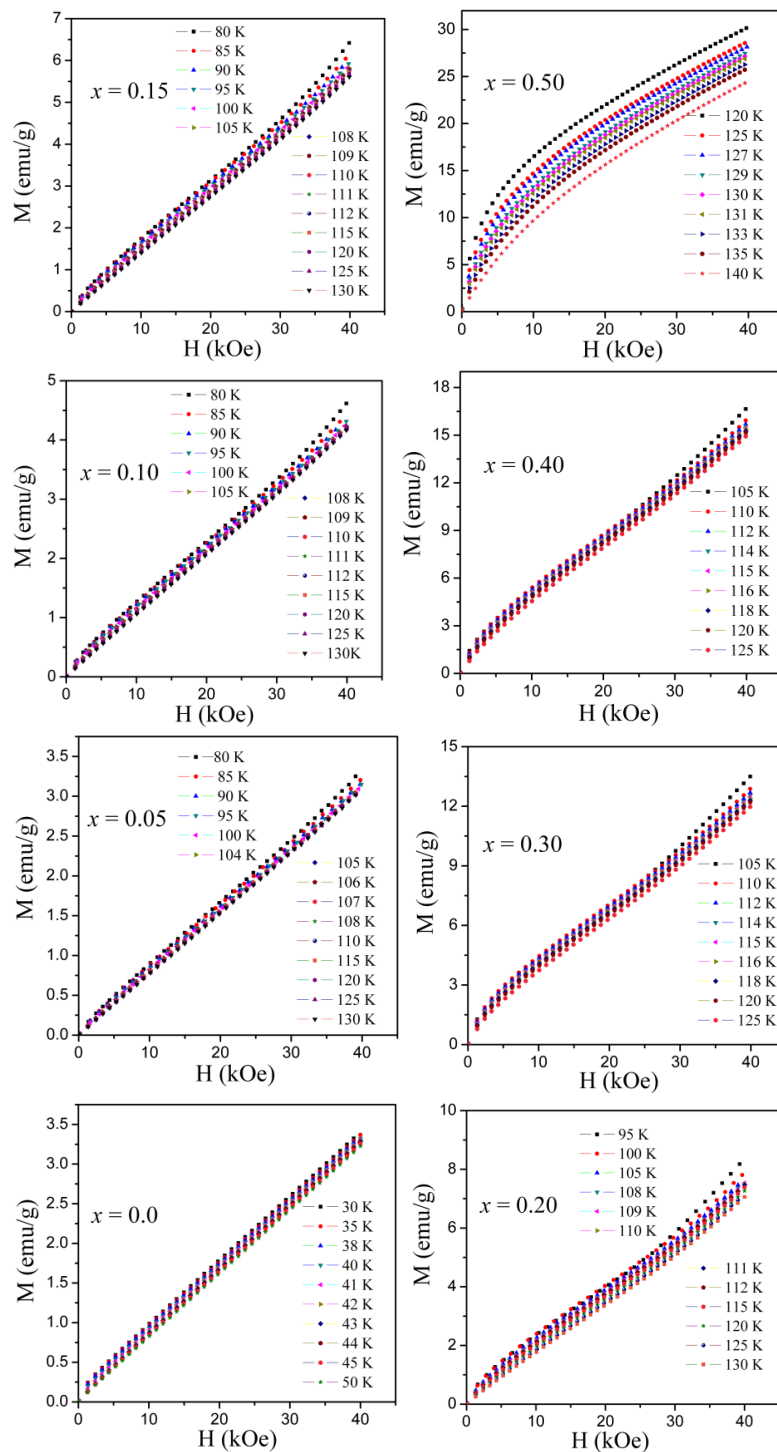 7
6
5
4
3
2
1
0
M (emu/g)
x = 0.15
80 K
85 K
90 K
95 K
100 K
105 K
108 K
109 K
110 K
111 K
112 K
115 K
120 K
125 K
130 K
0 10 20 30 40
H (kOe)
30
25
20
15
10
5
0
M (emu/g)
x = 0.50
120 K
125 K
127 K
129 K
130 K
131 K
133 K
135 K
140 K
0 10 20 30 40
H (kOe)
5
4
3
2
1
0
M (emu/g)
x = 0.10
80 K
85 K
90 K
95 K
100 K
105 K
108 K
109 K
110 K
111 K
112 K
115 K
120 K
125 K
130K
0 10 20 30 40
H (kOe)
18
15
12
9
6
3
0
M (emu/g)
x = 0.40
105 K
110 K
112 K
114 K
115 K
116 K
118 K
120 K
125 K
0 10 20 30 40
H (kOe)
3.5
3.0
2.5
2.0
1.5
1.0
0.5
0.0
M (emu/g)
x = 0.05
80 K
85 K
90 K
95 K
100 K
104 K
105 K
106 K
107 K
108 K
110 K
115 K
120 K
125 K
130 K
0 10 20 30 40
H (kOe)
15
12
9
6
3
0
M (emu/g)
x = 0.30
105 K
110 K
112 K
114 K
115 K
116 K
118 K
120 K
125 K
0 10 20 30 40
H (kOe)
3.5
3.0
2.5
2.0
1.5
1.0
0.5
0.0
M (emu/g)
x = 0.0
30 K
35 K
38 K
40 K
41 K
42 K
43 K
44 K
45 K
50 K
0 10 20 30 40
H (kOe)
10
8
6
4
2
0
M (emu/g)
x = 0.20
95 K
100 K
105 K
108 K
109 K
110 K
111 K
112 K
115 K
120 K
125 K
130 K
0 10 20 30 40
H (kOe)